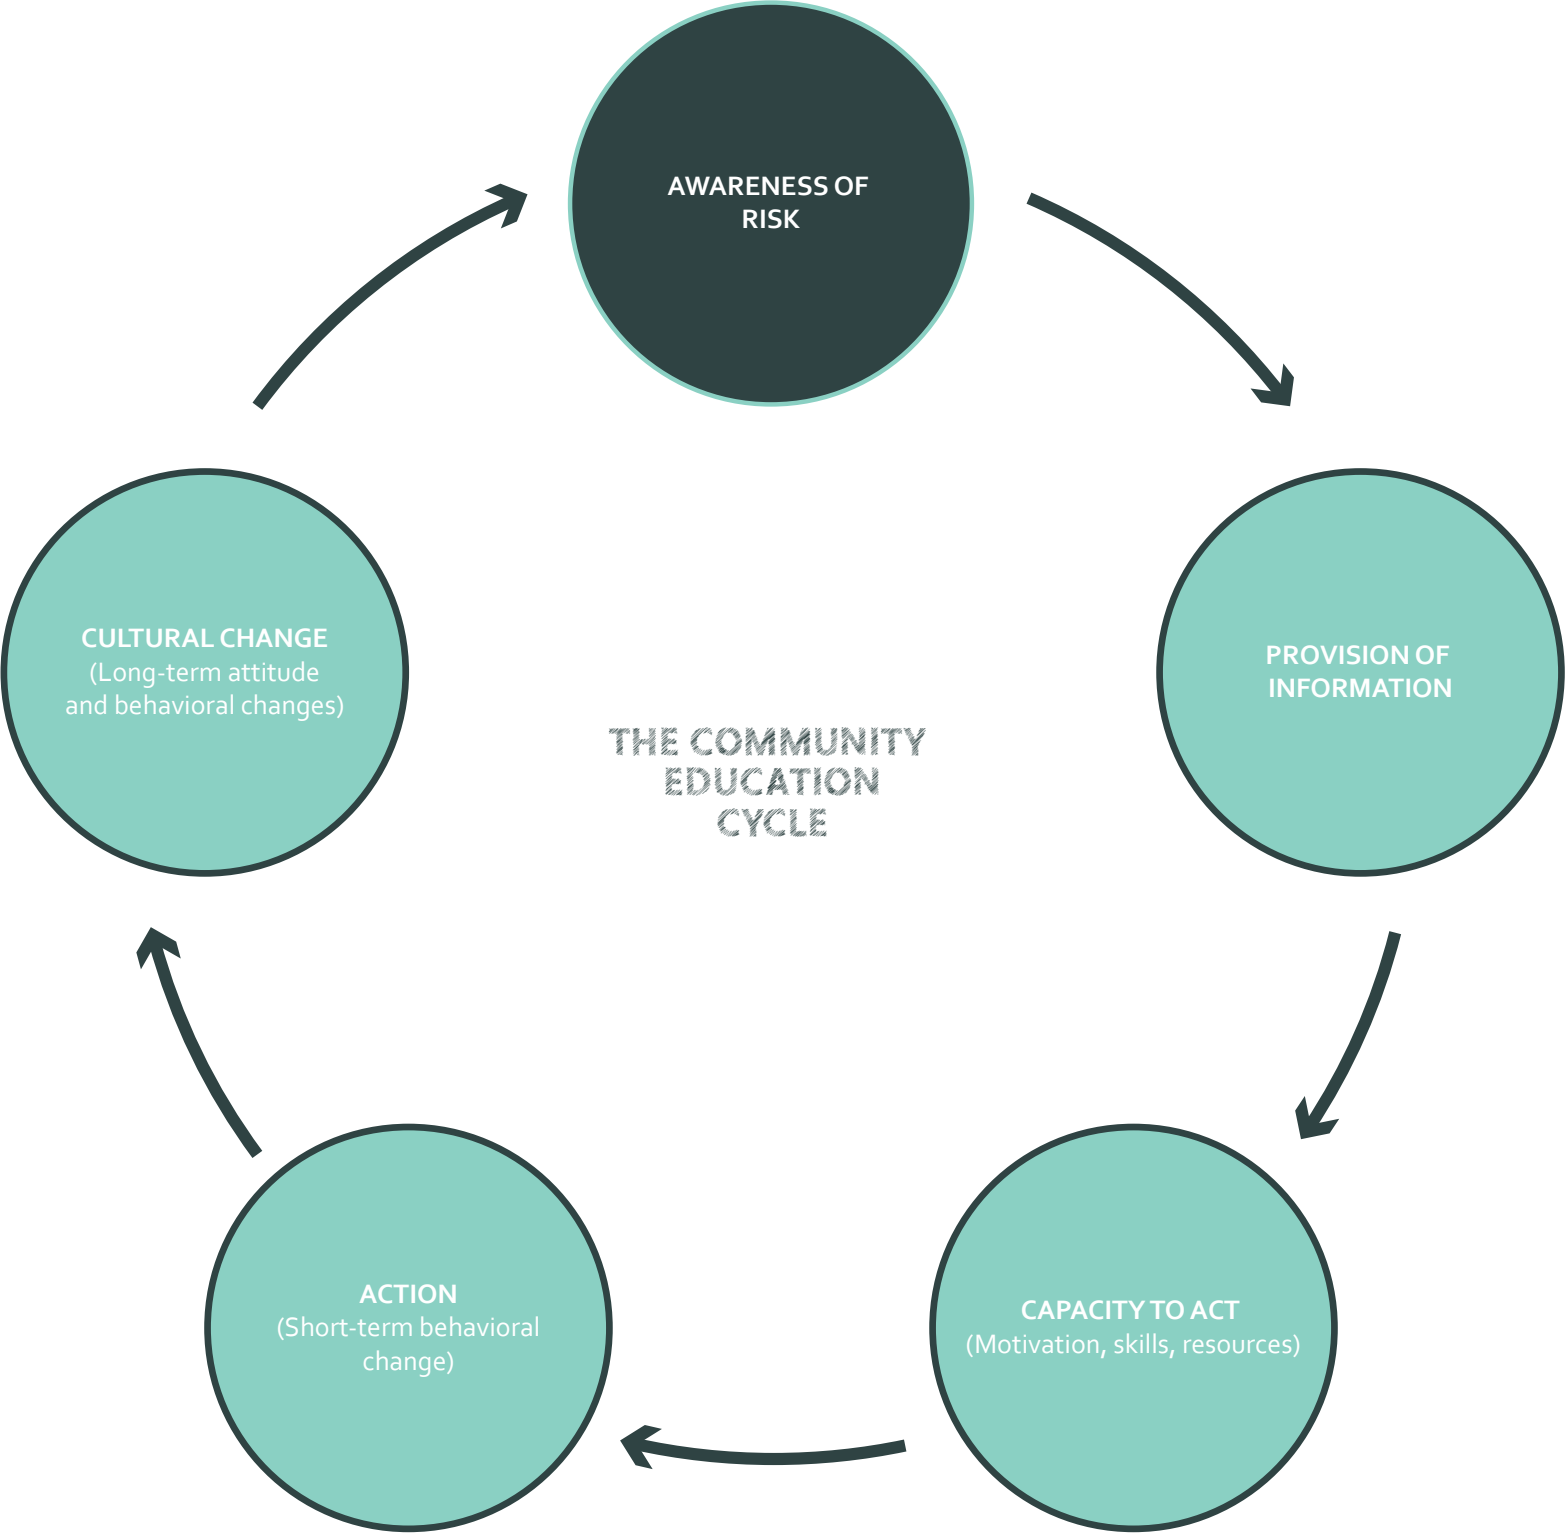 AWARENESS OF
RISK
PROVISION OF
INFORMATION
CAPACITY TO ACT
(Motivation, skills, resources)
ACTION
(Short-term behavioral
change)
CULTURAL CHANGE
(Long-term attitude
and behavioral changes)
THE COMMUNITY
EDUCATION
CYCLE